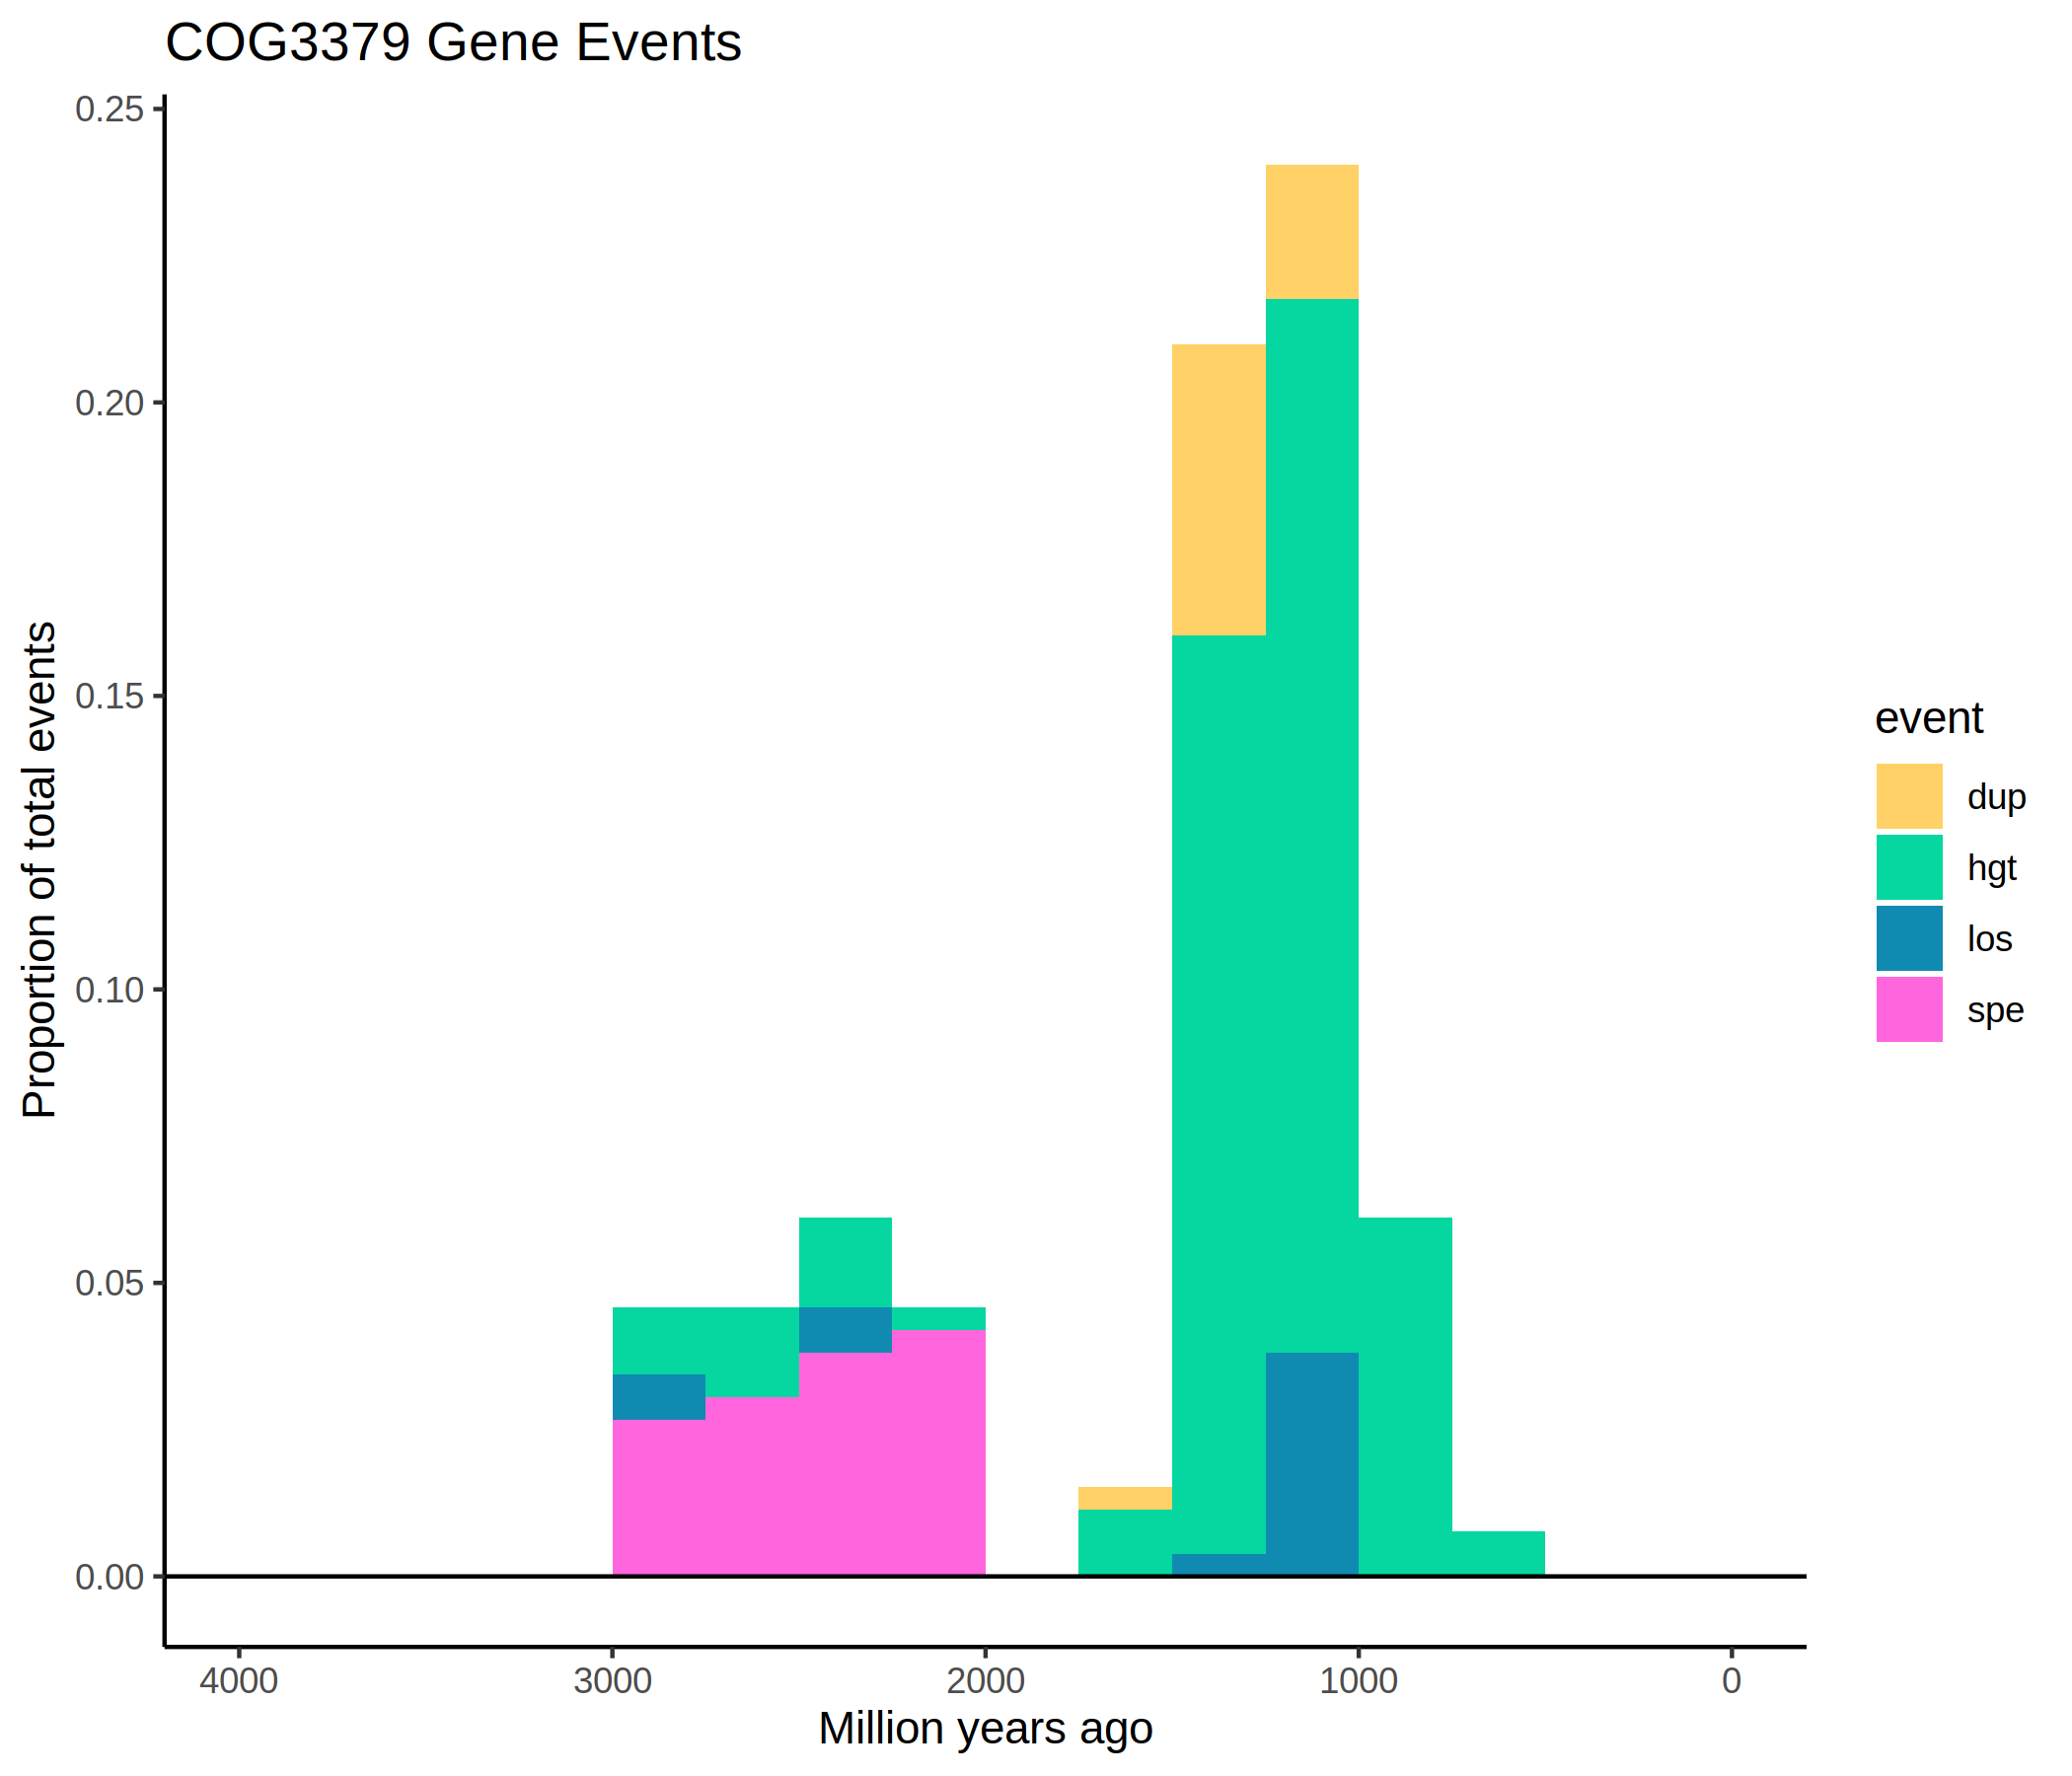 COG3379 Gene Events
0.25
0.20
0.15
0.10
0.05
0.00
Proportion of total events
4000 3000 2000 1000 0
Million years ago
event
dup
hgt
los
spe